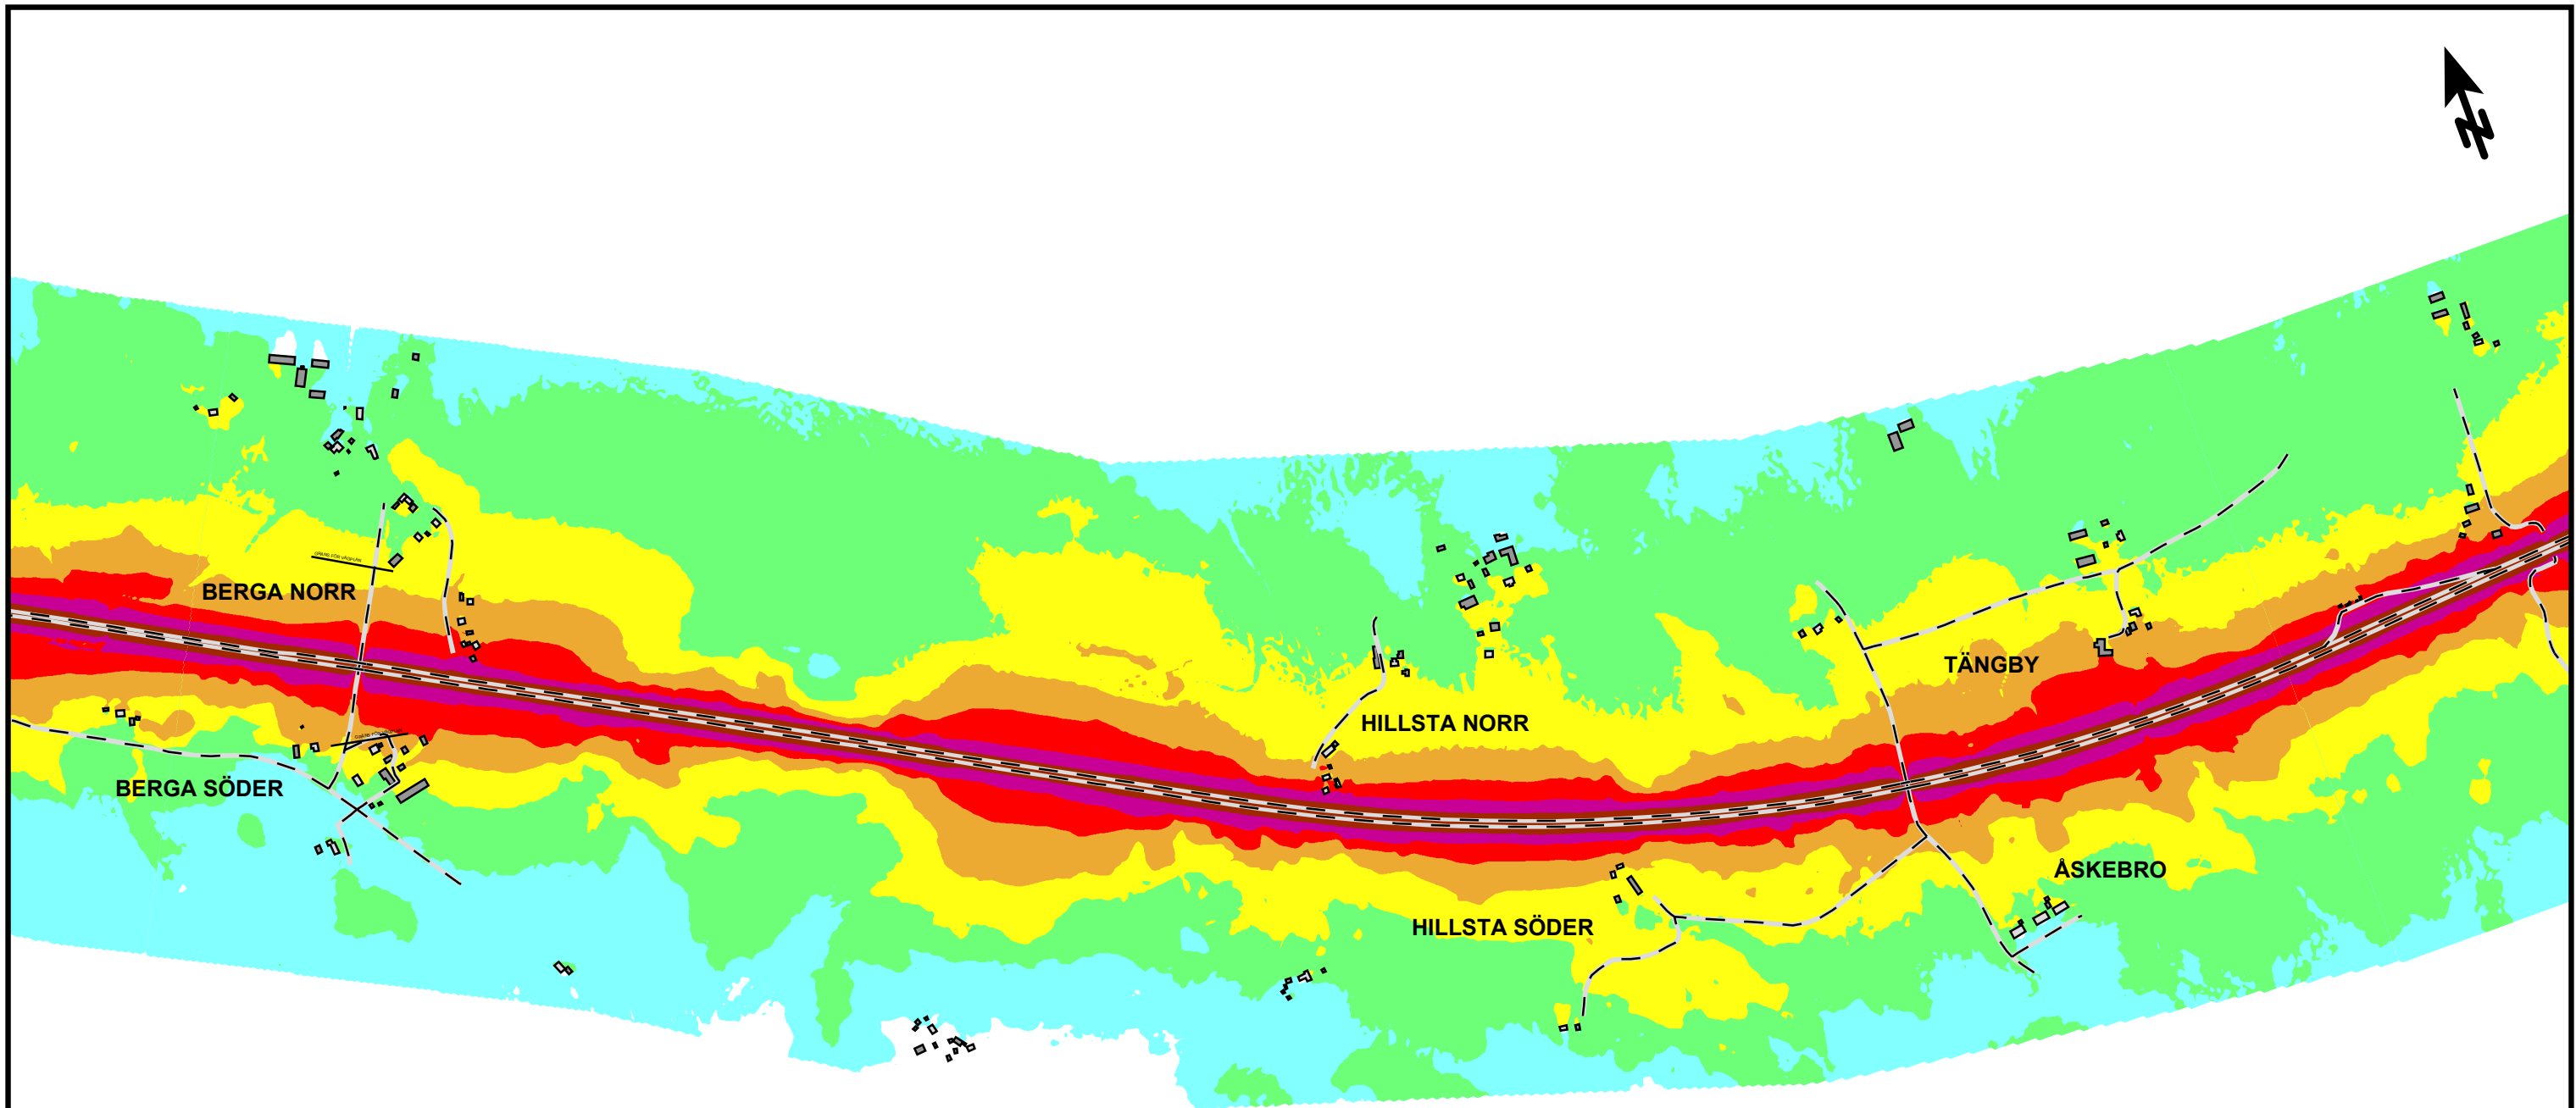 BERGA NORR
TÄNGBY
HILLSTA NORR
BERGA SÖDER
ÅSKEBRO
HILLSTA SÖDER